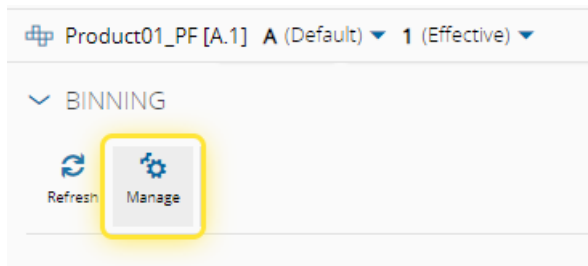 Product01_PF [A.1] A (Default) 1 (Effective)
BINNING
Refresh Manage